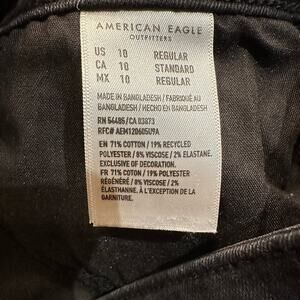 AMERICAN EAGLE
OUTFITTERS
US 10 REGULAR
CA 10 STANDARD
MX 10 REGULAR
MADE IN BANGLADESH / FABRIQUÉ AU
BANGLADESH / HECHO EN BANGLADESH
RN 54485 / CA 03873
RFC# AEM120605U9A
EN 71% COTTON / 19% RECYCLED
POLYESTER / 8% VISCOSE / 2% ELASTANE.
EXCLUSIVE OF DECORATION.
FR 71% COTON / 19% POLYESTER
RÉGÉNÉRÉ / 8% VISCOSE / 2%
ÉLASTHANNE. À L'EXCEPTION DE LA
GARNITURE.